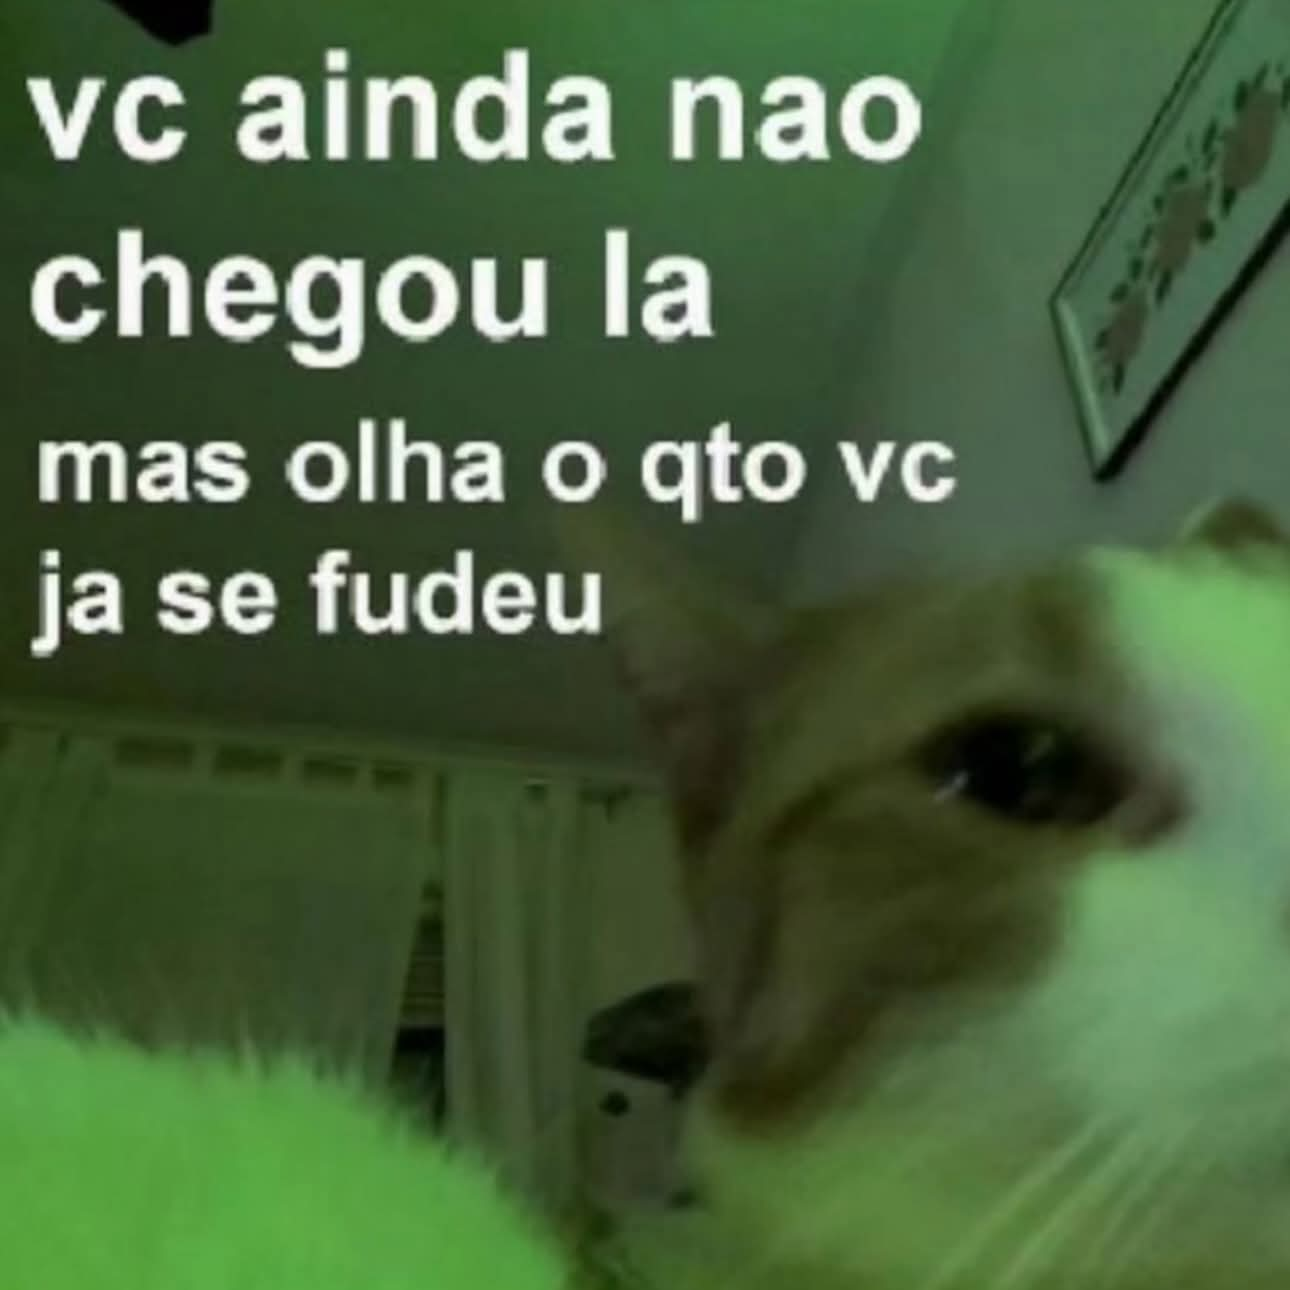 vc ainda nao
chegou la
mas olha o qto vc
ja se fudeu